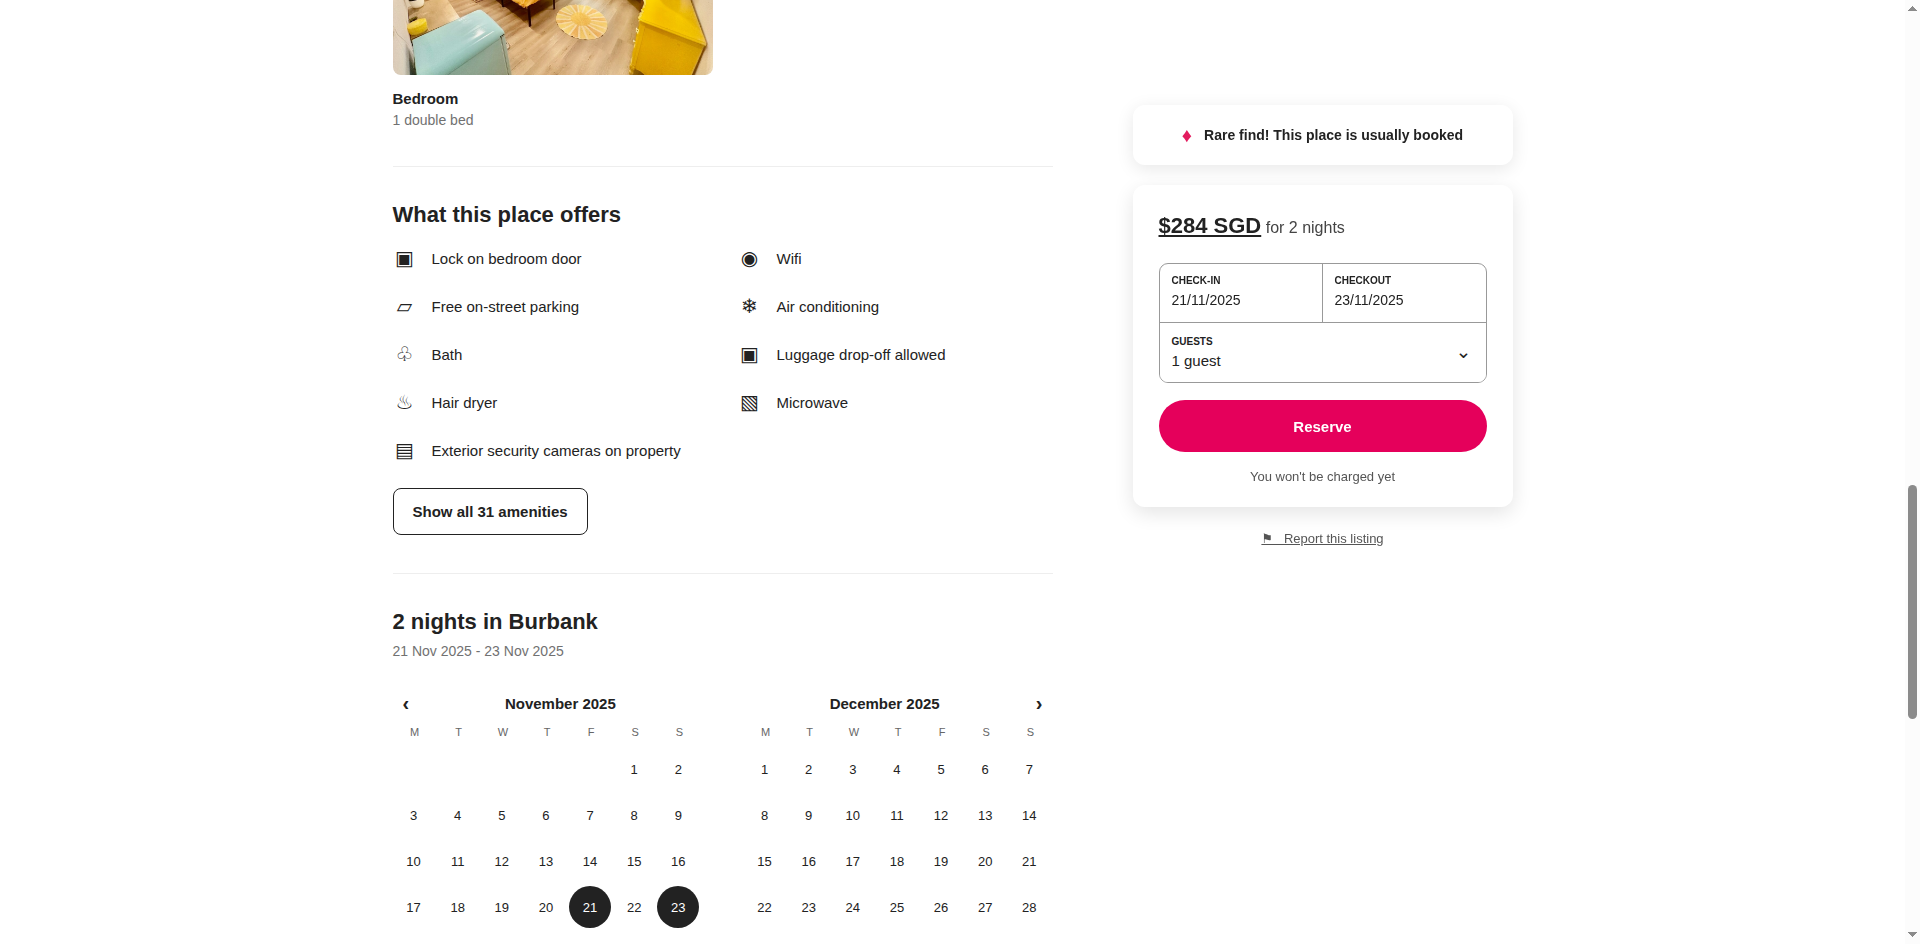 Bedroom
1 double bed
What this place offers
Lock on bedroom door
Wifi
Free on-street parking
Air conditioning
Bath
Luggage drop-off allowed
Hair dryer
Microwave
Exterior security cameras on property
Show all 31 amenities
2 nights in Burbank
21 Nov 2025 - 23 Nov 2025
‹ November 2025
M T W T F S S
1 2
3 4 5 6 7 8 9
10 11 12 13 14 15 16
17 18 19 20 21 22 23
December 2025 ›
M T W T F S S
1 2 3 4 5 6 7
8 9 10 11 12 13 14
15 16 17 18 19 20 21
22 23 24 25 26 27 28
Rare find! This place is usually booked
$284 SGD for 2 nights
CHECK-IN
21/11/2025
CHECKOUT
23/11/2025
GUESTS
1 guest
Reserve
You won't be charged yet
Report this listing